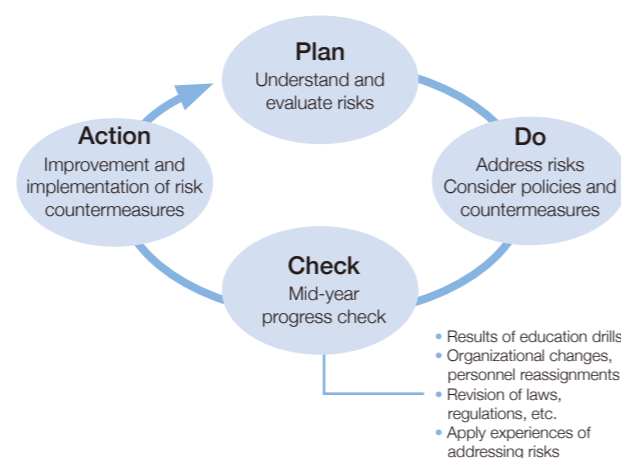 Plan
Understand and
evaluate risks
Action
Improvement and
implementation of risk
countermeasures
Do
Address risks
Consider policies and
countermeasures
Check
Mid-year
progress check
• Results of education drills
• Organizational changes,
personnel reassignments
• Revision of laws,
regulations, etc.
• Apply experiences of
addressing risks